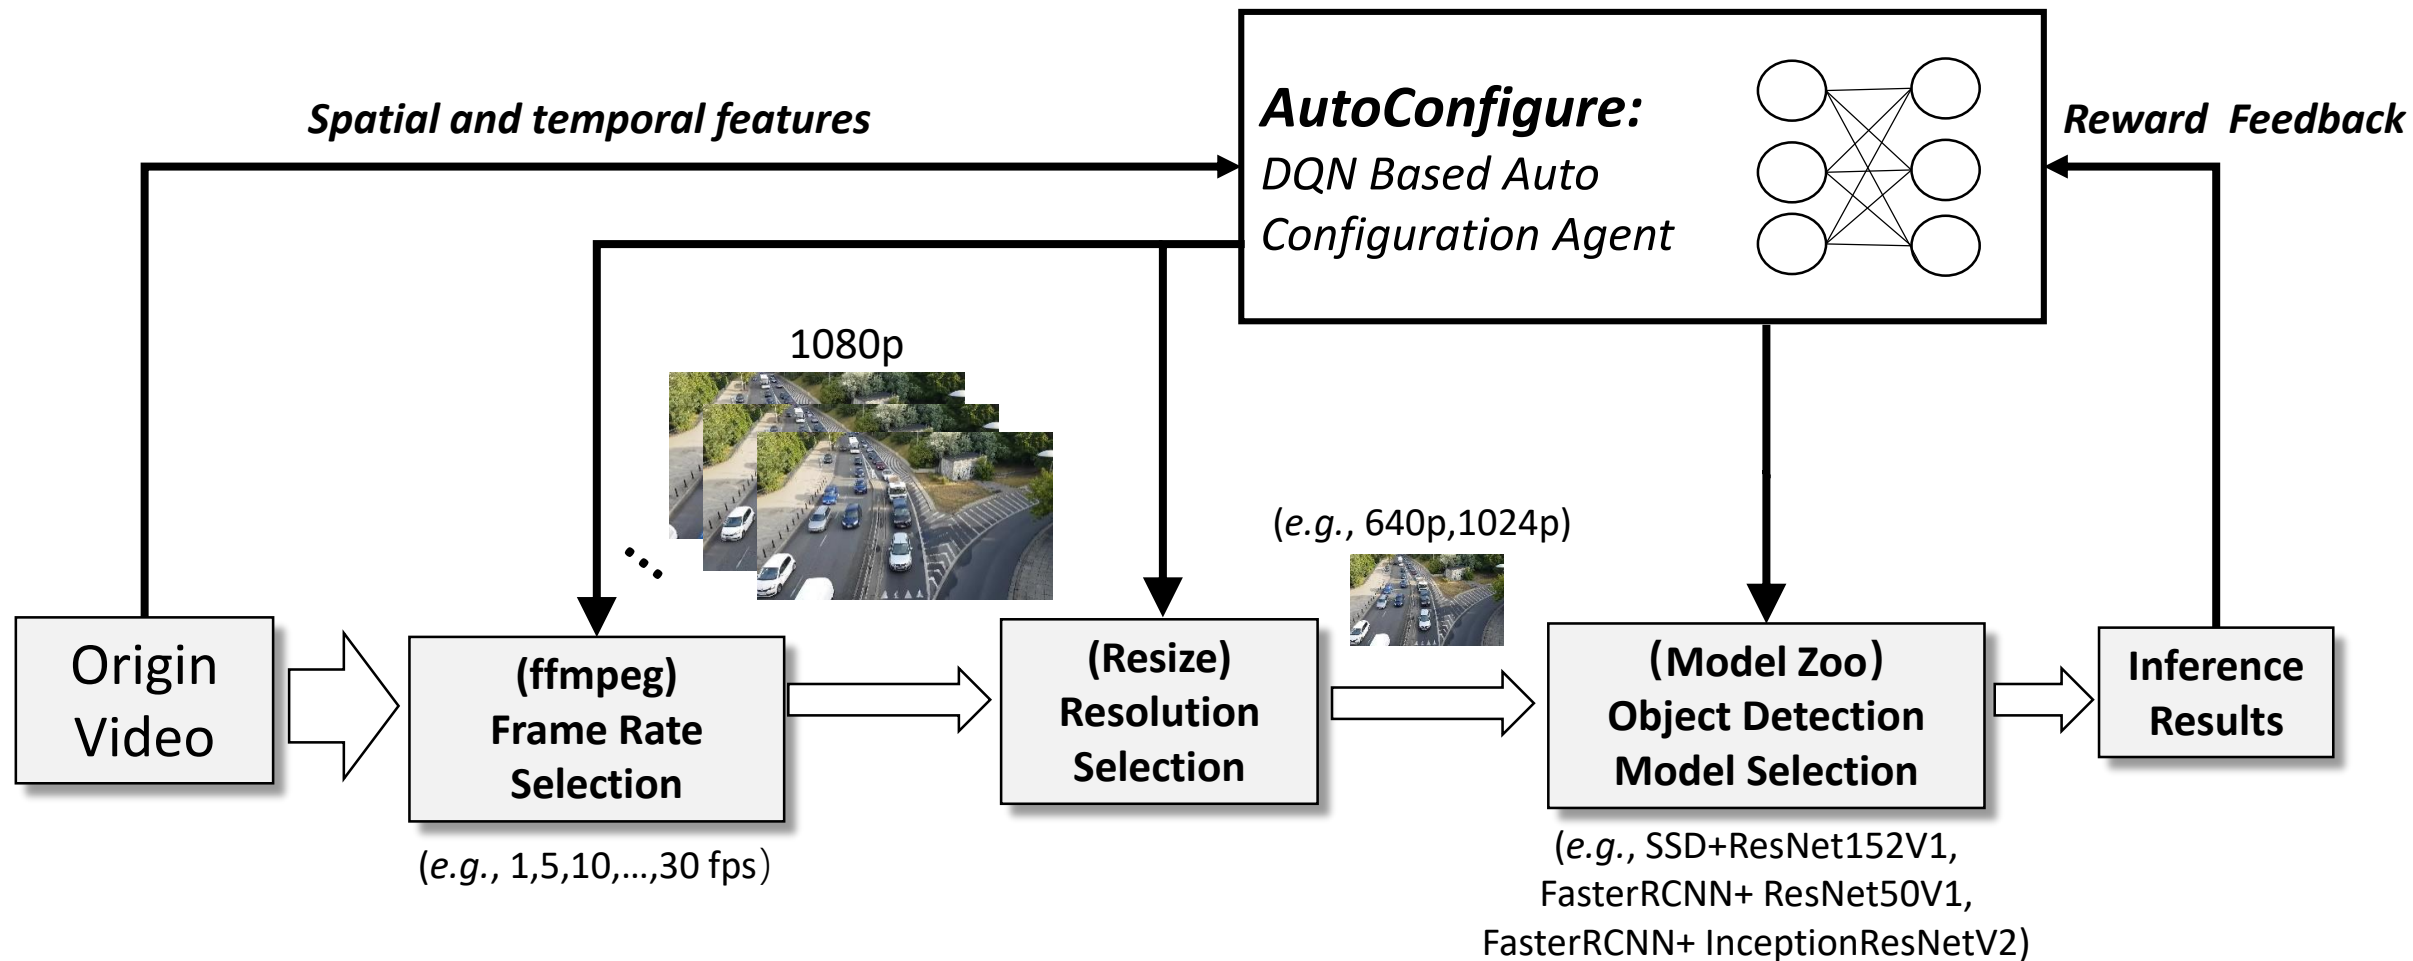 Spatial and temporal features
AutoConfigure:
DQN Based Auto
Configuration Agent
Reward  Feedback
1080p
(e.g., 640p,1024p)
Origin
Video
(ffmpeg)
Frame Rate
Selection
(e.g., 1,5,10,...,30 fps）
(Resize)
Resolution
Selection
（Model Zoo）
Object Detection
Model Selection
(e.g., SSD+ResNet152V1,
FasterRCNN+ ResNet50V1,
FasterRCNN+ InceptionResNetV2)
Inference
Results